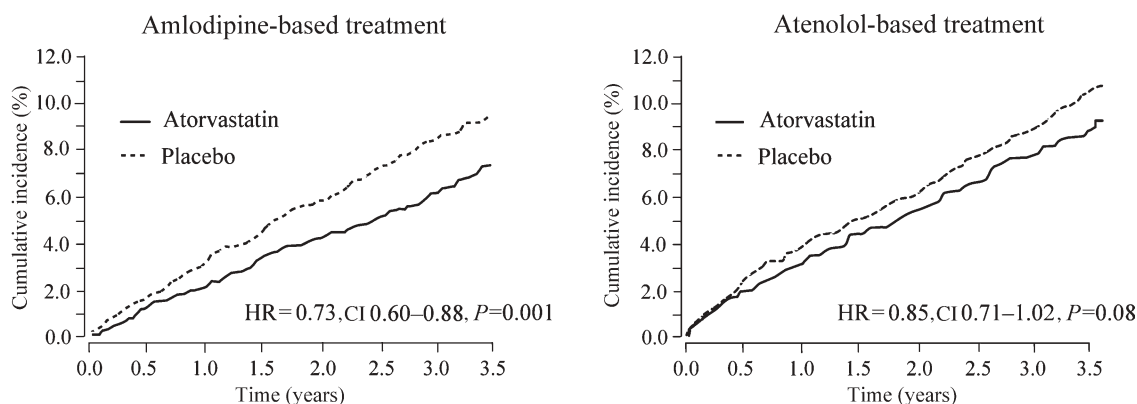 Amlodipine-based treatment
12.0
10.0
8.0
6.0
4.0
2.0
0.0
Cumulative incidence (%)
Atorvastatin
Placebo
HR=0.73,CI 0.60–0.88, P=0.001
0.0 0.5 1.0 1.5 2.0 2.5 3.0 3.5
Time (years)
Atenolol-based treatment
12.0
10.0
8.0
6.0
4.0
2.0
0.0
Cumulative incidence (%)
Atorvastatin
Placebo
HR=0.85,CI 0.71–1.02, P=0.08
0.0 0.5 1.0 1.5 2.0 2.5 3.0 3.5
Time (years)